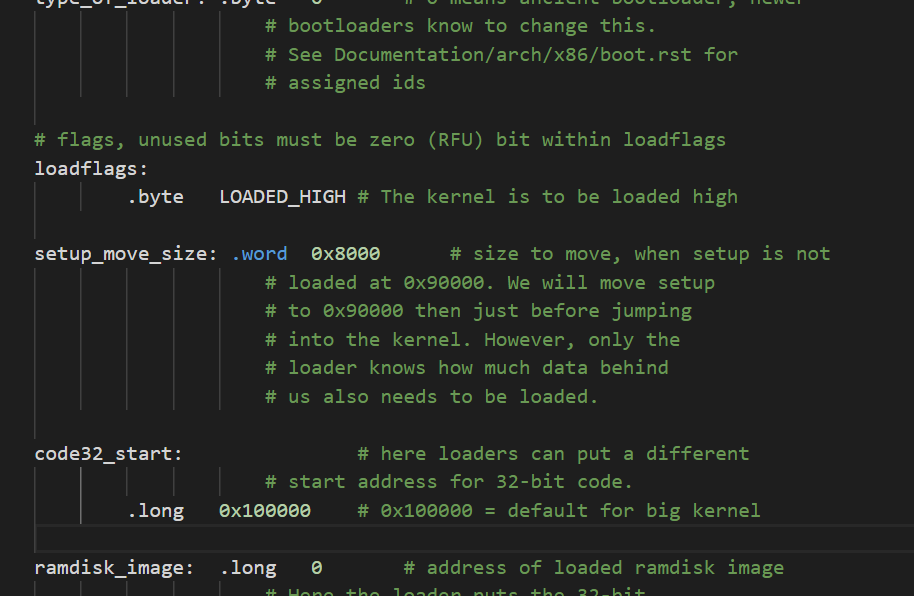 type_of_loader: .byte 0 # 0 means ancient bootloader, newer
# bootloaders know to change this.
# See Documentation/arch/x86/boot.rst for
# assigned ids
# flags, unused bits must be zero (RFU) bit within loadflags
loadflags:
.byte LOADED_HIGH # The kernel is to be loaded high
setup_move_size: .word 0x8000 # size to move, when setup is not
# loaded at 0x90000. We will move setup
# to 0x90000 then just before jumping
# into the kernel. However, only the
# loader knows how much data behind
# us also needs to be loaded.
code32_start: # here loaders can put a different
# start address for 32-bit code.
.long 0x100000 # 0x100000 = default for big kernel
ramdisk_image: .long 0 # address of loaded ramdisk image
# Here the loader puts the 32-bit